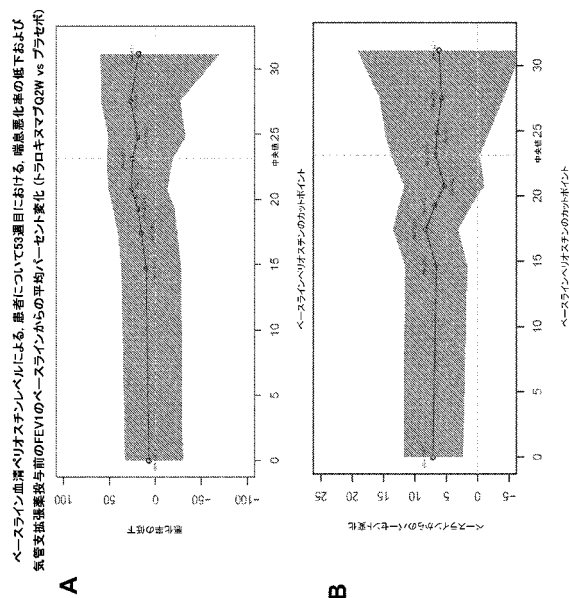 ベースライン血清ペリオスチンレベルによる、患者について53週目における、喘息悪化率の低下および
気管支拡張薬投与前のFEV1のベースラインからの平均パーセント変化 (トラロキヌマブQ2W vs プラセボ)
A
悪化率の低下
100
50
0
-50
-100
0
5
10
15
20
中央値
25
30
ベースラインペリオスチンのカットポイント
B
ベースラインからのパーセント変化
25
20
15
10
5
0
-5
0
5
10
15
20
中央値
25
30
ベースラインペリオスチンのカットポイント